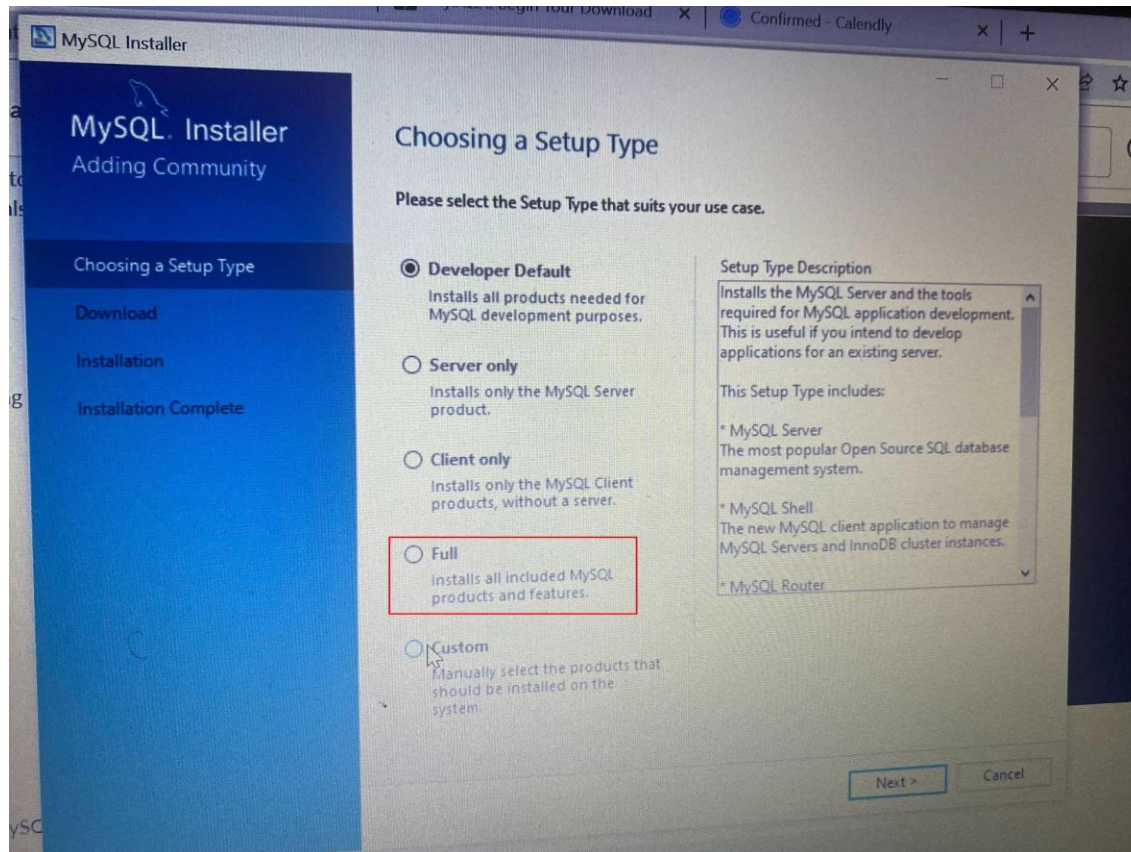 Begin Your Download
Confirmed - Calendly
MySQL Installer
MySQL. Installer
Adding Community
Choosing a Setup Type
Download
Installation
Installation Complete
Choosing a Setup Type
Please select the Setup Type that suits your use case.
Developer Default
Installs all products needed for
MySQL development purposes.
Server only
Installs only the MySQL Server
product.
Client only
Installs only the MySQL Client
products, without a server.
Full
Installs all included MySQL
products and features.
Custom
Manually select the products that
should be installed on the
system.
Setup Type Description
Installs the MySQL Server and the tools
required for MySQL application development.
This is useful if you intend to develop
applications for an existing server.
This Setup Type includes:
* MySQL Server
The most popular Open Source SQL database
management system.
* MySQL Shell
The new MySQL client application to manage
MySQL Servers and InnoDB cluster instances.
* MySQL Router
Next >
Cancel